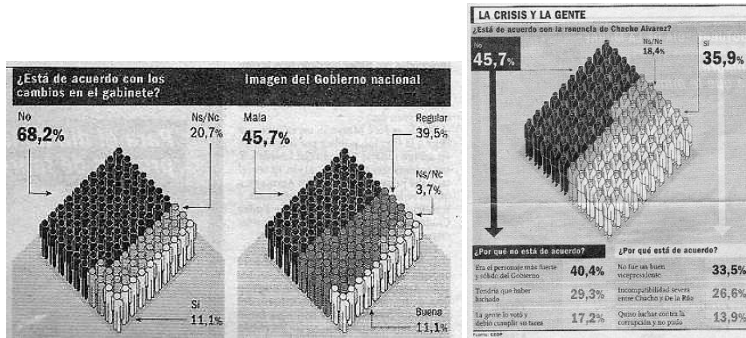 ¿Está de acuerdo con los
cambios en el gabinete?
No
68,2%
Ns/Nc
20,7%
Sí
11,1%
Imagen del Gobierno nacional
Mala
45,7%
Regular
39,5%
Ns/Nc
3,7%
Buena
11,1%
LA CRISIS Y LA GENTE
¿Está de acuerdo con la renuncia de Chacho Alvarez?
No
45,7%
Ns/Nc
18,4%
Sí
35,9%
¿Por qué no está de acuerdo?
Era el personaje más fuerte
y sólido del Gobierno
40,4%
Tendría que haber
luchado
29,3%
La gente lo votó y
debió cumplir su tarea
17,2%
¿Por qué está de acuerdo?
No fue un buen
vicepresidente
33,5%
Incompatibilidad severa
entre Chacho y De la Rúa
26,6%
Quiso luchar contra la
corrupción y no pudo
13,9%